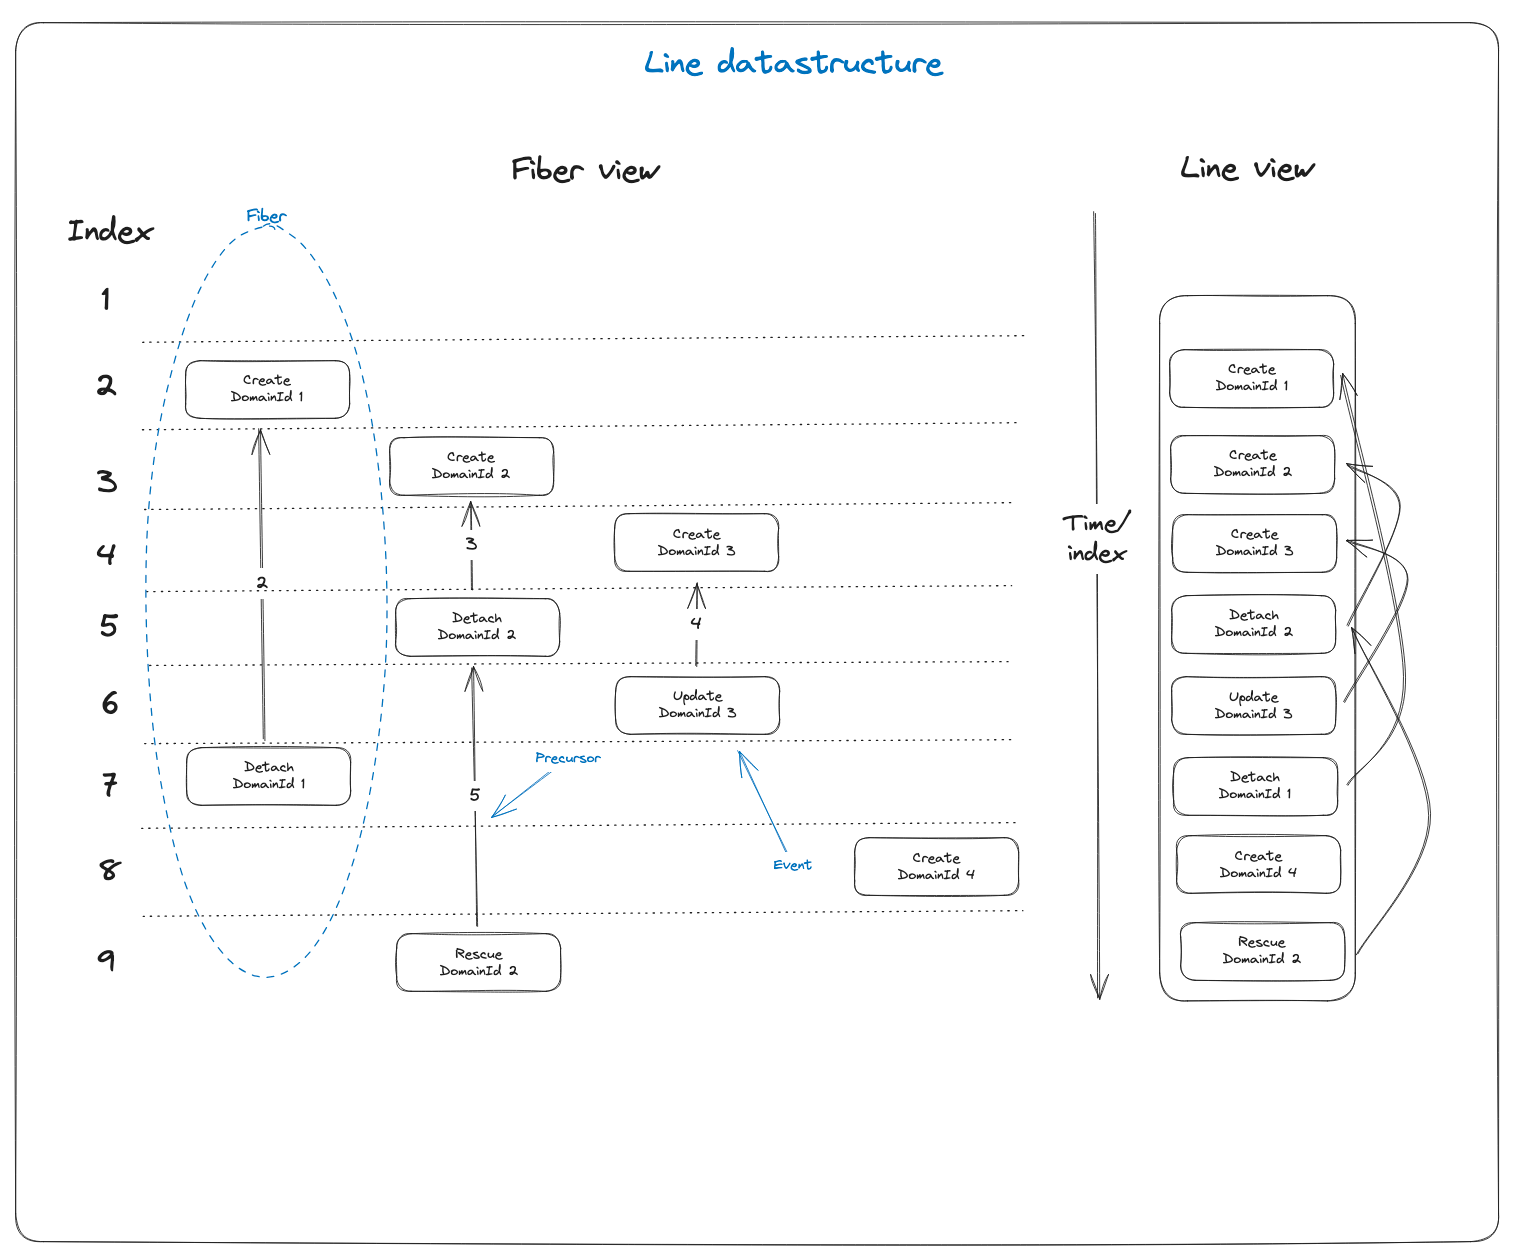 Line datastructure
Fiber view
Line view
Index
Fiber
1
2
Create
DomainId 1
3
Create
DomainId 2
4
Create
DomainId 3
3
2
5
Detach
DomainId 2
4
6
Update
DomainId 3
7
Detach
DomainId 1
Precursor
5
8
Event
Create
DomainId 4
9
Rescue
DomainId 2
Time/
index
Create
DomainId 1
Create
DomainId 2
Create
DomainId 3
Detach
DomainId 2
Update
DomainId 3
Detach
DomainId 1
Create
DomainId 4
Rescue
DomainId 2